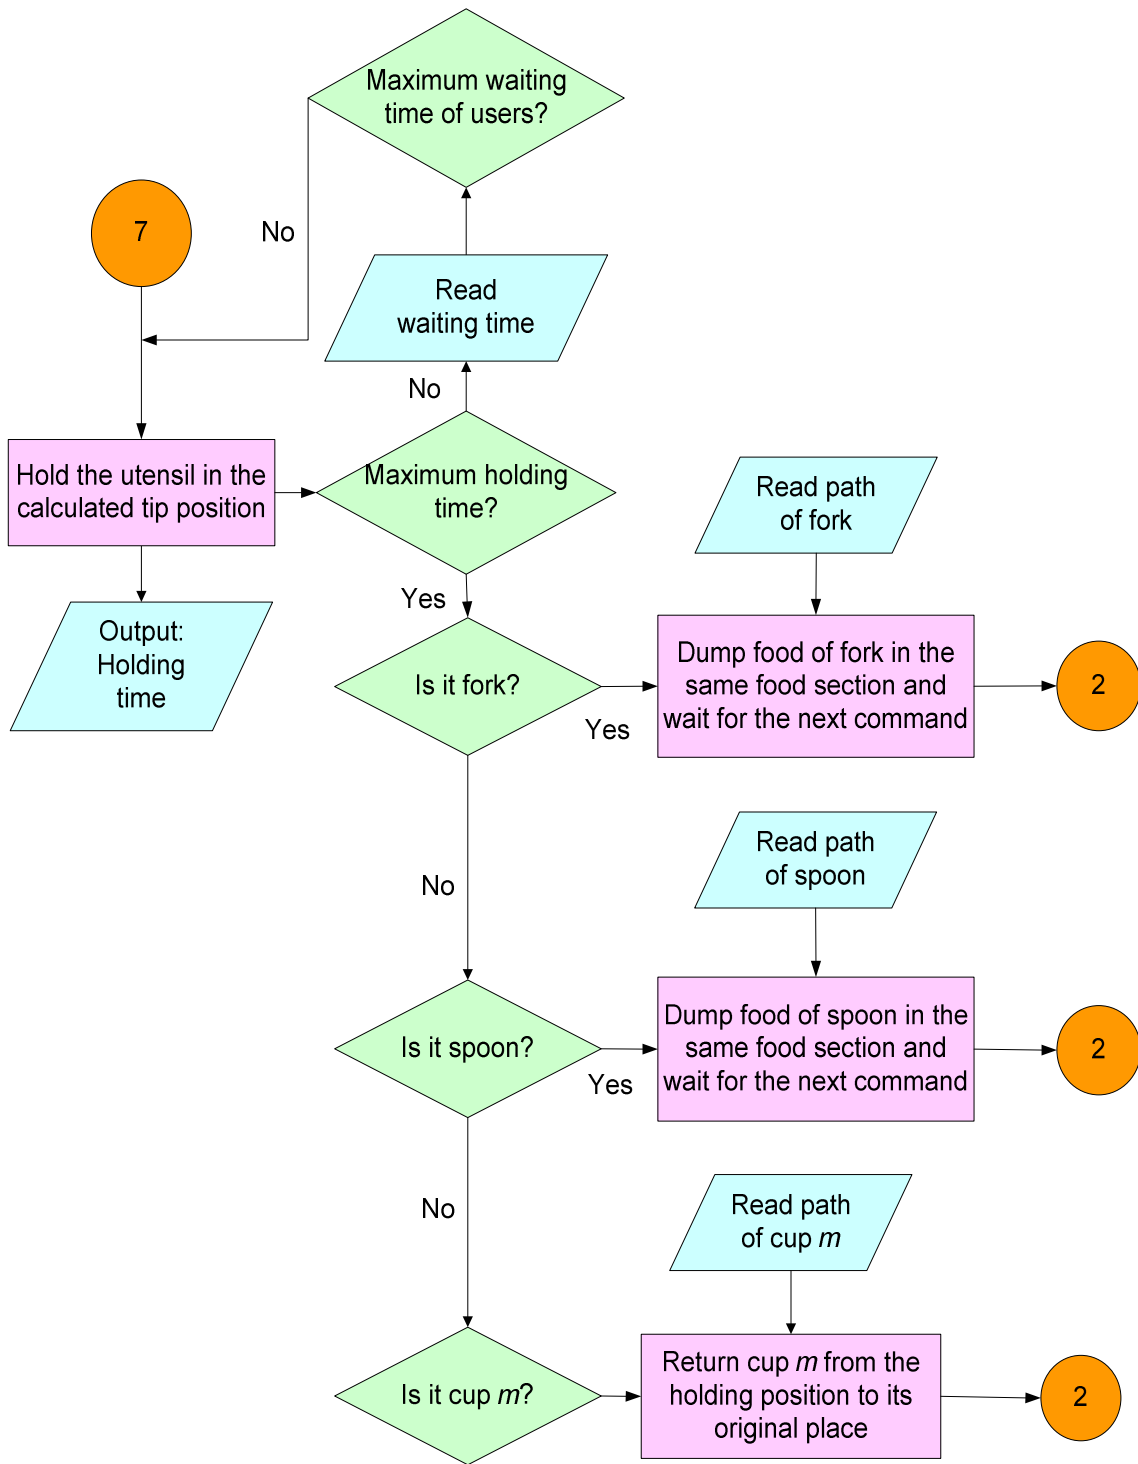 Maximum waiting
time of users?
No
7
Read
waiting time
No
Hold the utensil in the
calculated tip position
Maximum holding
time?
Read path
of fork
Yes
Output:
Holding
time
Is it fork?
Yes
Dump food of fork in the
same food section and
wait for the next command
2
No
Read path
of spoon
Is it spoon?
Yes
Dump food of spoon in the
same food section and
wait for the next command
2
No
Read path
of cup m
Is it cup m?
Return cup m from the
holding position to its
original place
2